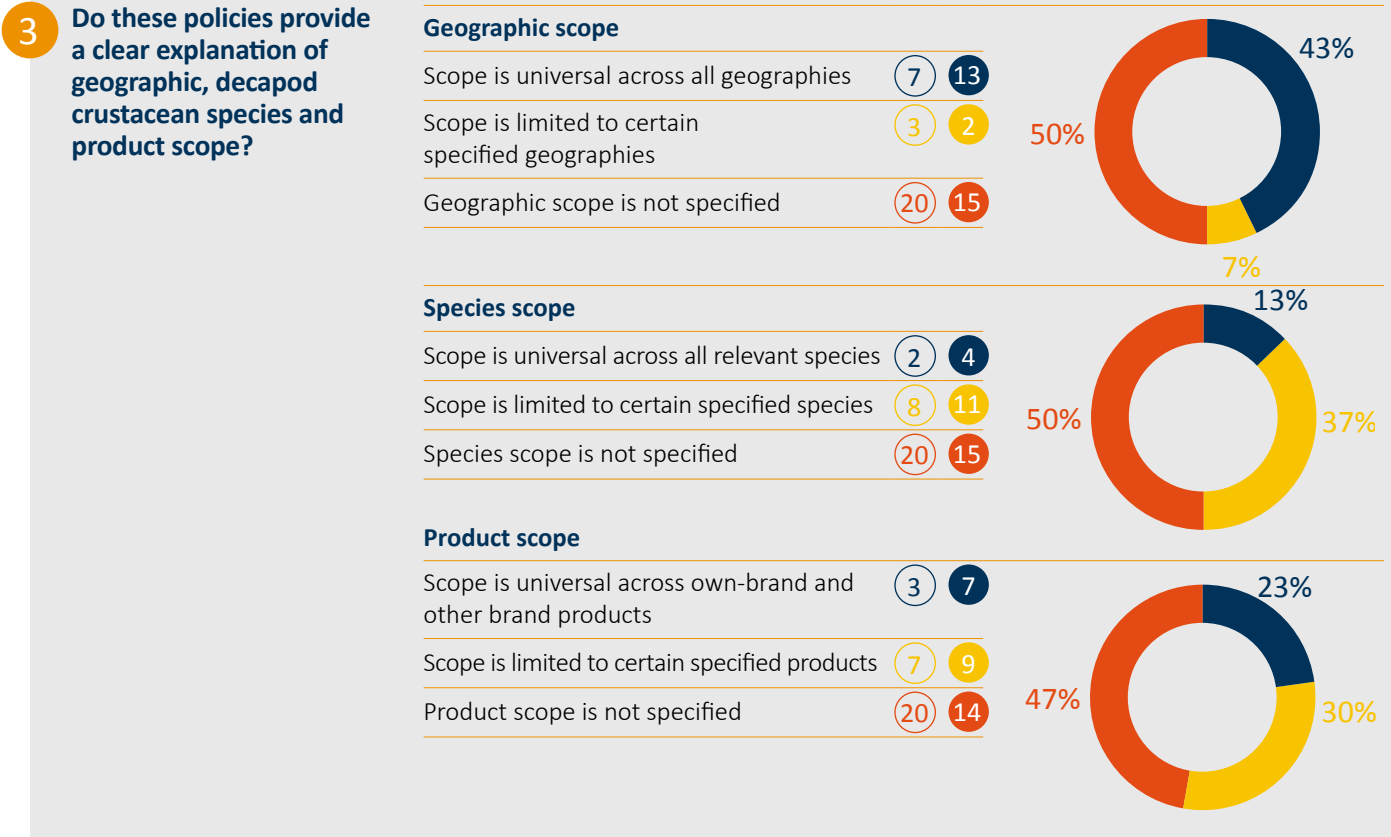 3
Do these policies provide
a clear explanation of
geographic, decapod
crustacean species and
product scope?
Geographic scope
Scope is universal across all geographies 7 13
Scope is limited to certain
specified geographies 3 2
Geographic scope is not specified 20 15
43%
50%
7%
Species scope
Scope is universal across all relevant species 2 4
Scope is limited to certain specified species 8 11
Species scope is not specified 20 15
13%
50%
37%
Product scope
Scope is universal across own-brand and
other brand products 3 7
Scope is limited to certain specified products 7 9
Product scope is not specified 20 14
23%
47%
30%